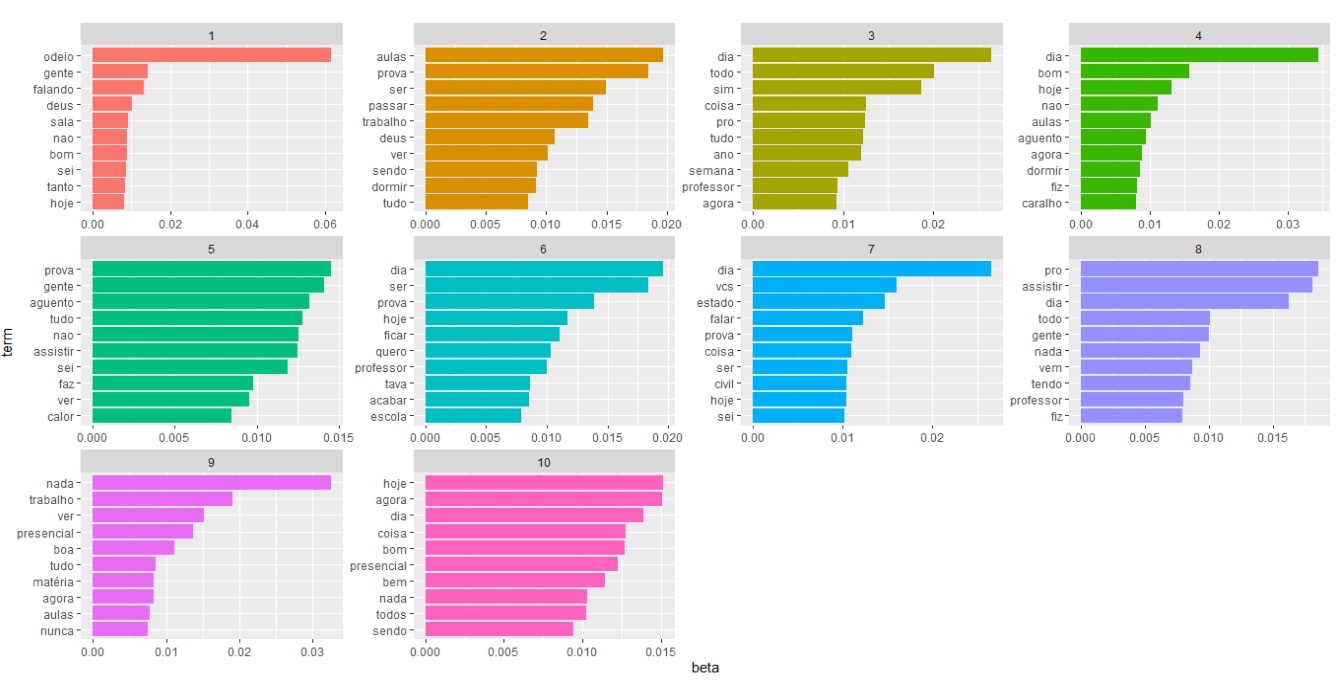 1
odeio
gente
falando
deus
sala
nao
bom
sei
tanto
hoje
0.00 0.02 0.04 0.06
2
aulas
prova
ser
passar
trabalho
deus
ver
sendo
dormir
tudo
0.000 0.005 0.010 0.015 0.020
3
dia
todo
sim
coisa
pro
tudo
ano
semana
professor
agora
0.00 0.01 0.02
4
dia
bom
hoje
nao
aulas
aguento
agora
dormir
fiz
caralho
0.00 0.01 0.02 0.03
term
5
prova
gente
aguento
tudo
nao
assistir
sei
faz
ver
calor
0.000 0.005 0.010 0.015
6
dia
ser
prova
hoje
ficar
quero
professor
tava
acabar
escola
0.000 0.005 0.010 0.015 0.020
7
dia
vcs
estado
falar
prova
coisa
ser
civil
hoje
sei
0.00 0.01 0.02
8
pro
assistir
dia
todo
gente
nada
vem
tendo
professor
fiz
0.000 0.005 0.010 0.015
9
nada
trabalho
ver
presencial
boa
tudo
matéria
agora
aulas
nunca
0.00 0.01 0.02 0.03
10
hoje
agora
dia
coisa
bom
presencial
bem
nada
todos
sendo
0.000 0.005 0.010 0.015
beta